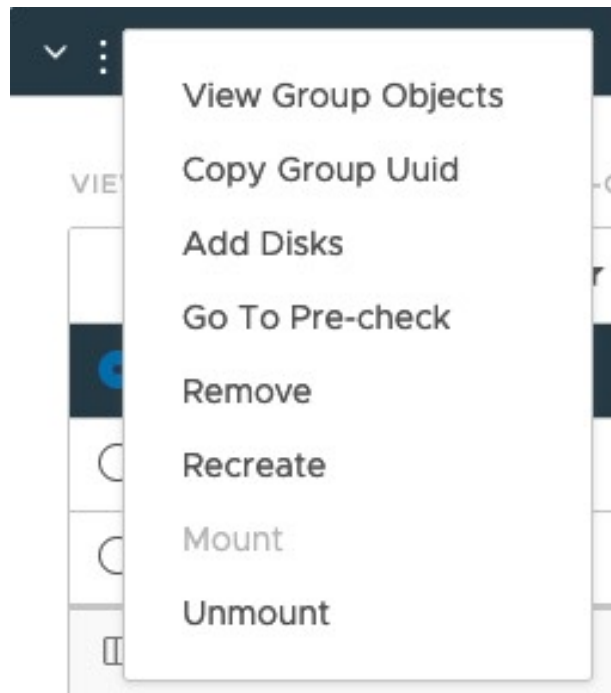 View Group Objects
Copy Group Uuid
Add Disks
Go To Pre-check
Remove
Recreate
Mount
Unmount